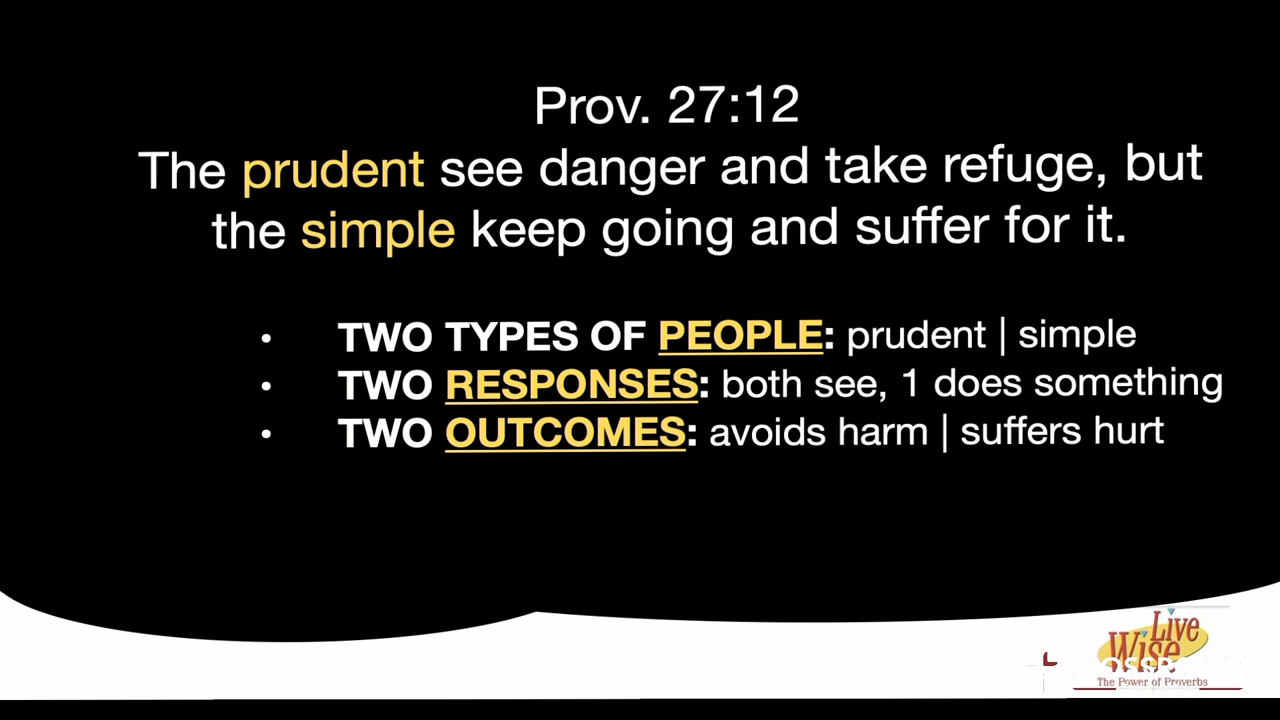 Prov. 27:12
The prudent see danger and take refuge, but
the simple keep going and suffer for it.
• TWO TYPES OF PEOPLE: prudent | simple
• TWO RESPONSES: both see, 1 does something
• TWO OUTCOMES: avoids harm | suffers hurt
Live
Wise
The Power of Proverbs